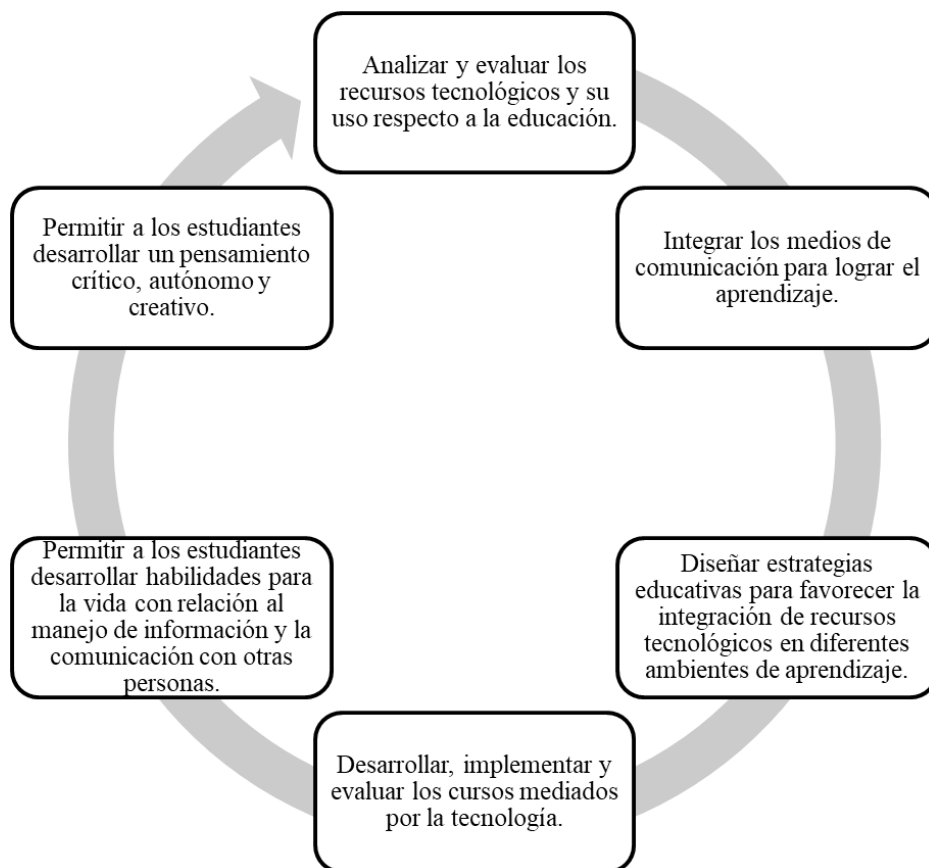 Analizar y evaluar los
recursos tecnológicos y su
uso respecto a la educación.
Integrar los medios de
comunicación para lograr el
aprendizaje.
Diseñar estrategias
educativas para favorecer la
integración de recursos
tecnológicos en diferentes
ambientes de aprendizaje.
Desarrollar, implementar y
evaluar los cursos mediados
por la tecnología.
Permitir a los estudiantes
desarrollar habilidades para
la vida con relación al
manejo de información y la
comunicación con otras
personas.
Permitir a los estudiantes
desarrollar un pensamiento
crítico, autónomo y
creativo.